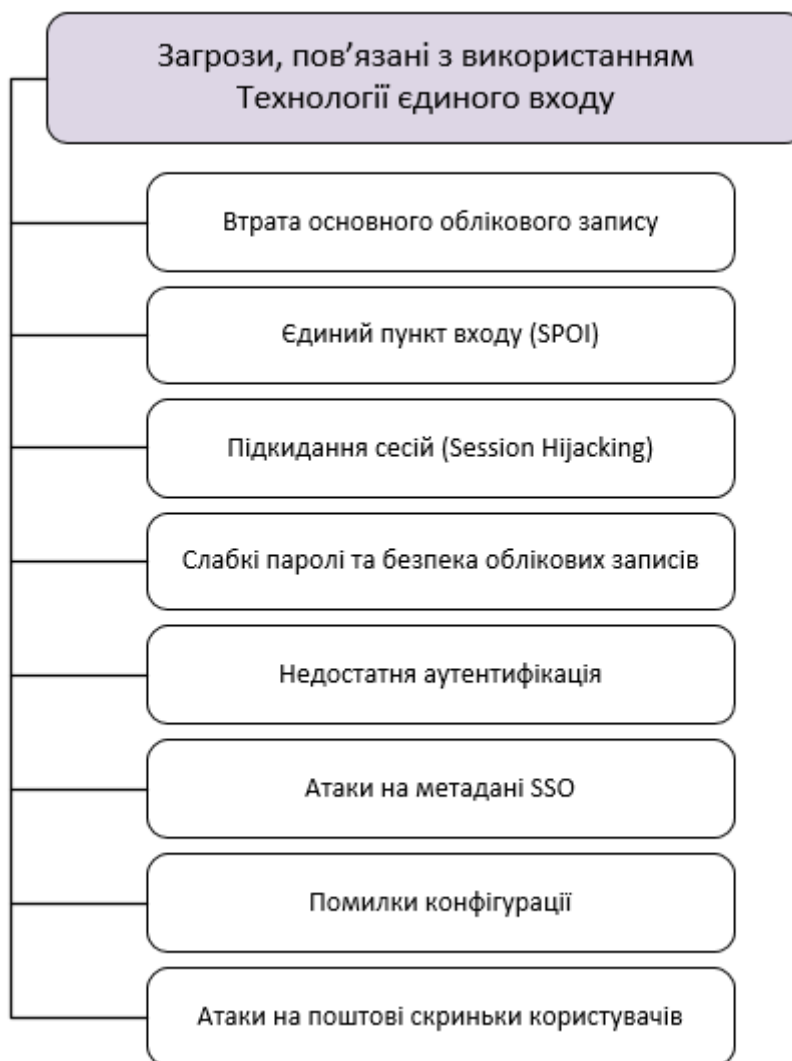 Загрози, пов’язані з використанням
Технології єдиного входу
Втрата основного облікового запису
Єдиний пункт входу (SPOI)
Підкидання сесій (Session Hijacking)
Слабкі паролі та безпека облікових записів
Недостатня аутентифікація
Атаки на метадані SSO
Помилки конфігурації
Атаки на поштові скриньки користувачів